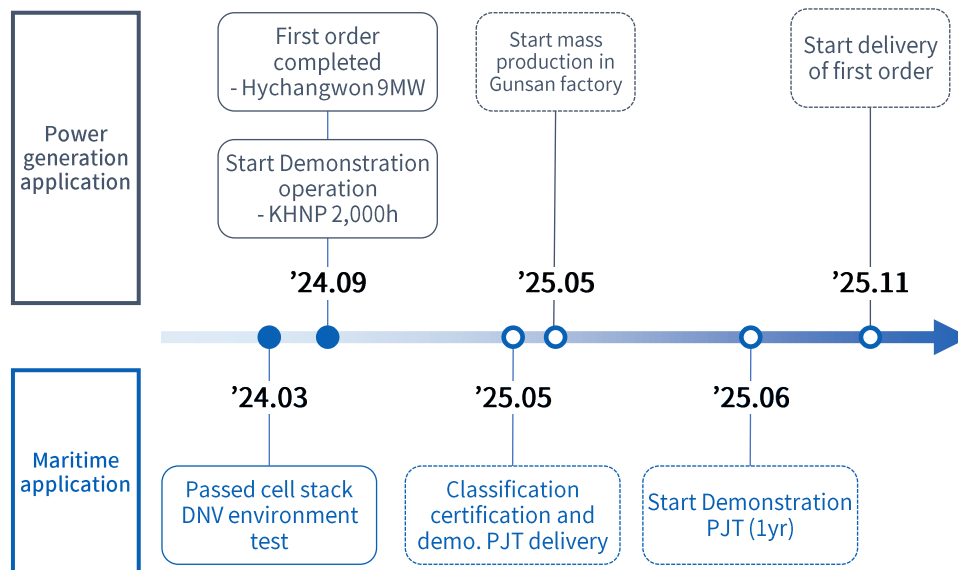 Power
generation
application
First order
completed
- Hychangwon 9MW
Start Demonstration
operation
- KHNP 2,000h
’24.09
Start mass
production in
Gunsan factory
’25.05
Start delivery
of first order
’25.11
Maritime
application
’24.03
Passed cell stack
DNV environment
test
’25.05
Classification
certification and
demo. PJT delivery
’25.06
Start Demonstration
PJT (1yr)